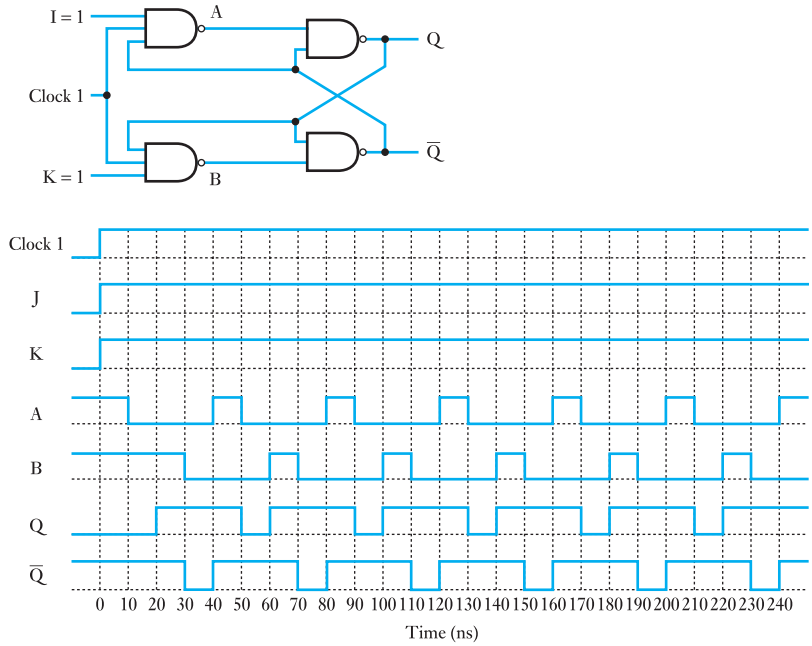 I = 1
A
Q
Clock 1
Q̅
K = 1
B
Clock 1
J
K
A
B
Q
Q̅
0 10 20 30 40 50 60 70 80 90 100 110 120 130 140 150 160 170 180 190 200 210 220 230 240
Time (ns)